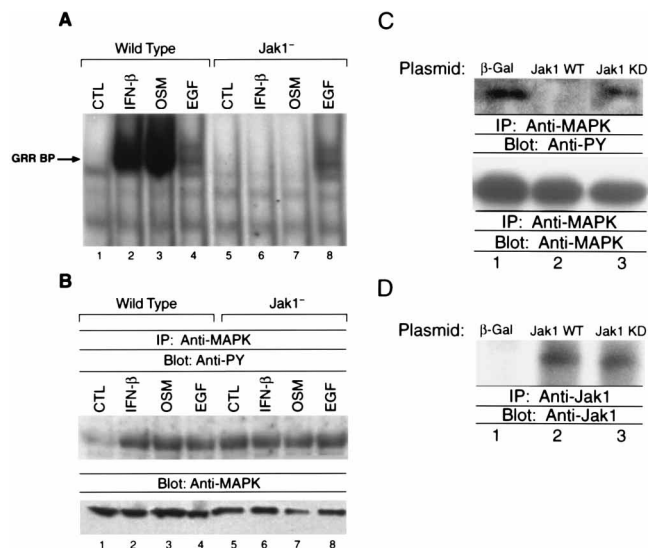 A
Wild Type
Jak1⁻
CTL
IFN-β
OSM
EGF
CTL
IFN-β
OSM
EGF
GRR BP
1 2 3 4 5 6 7 8
B
Wild Type
Jak1⁻
IP: Anti-MAPK
Blot: Anti-PY
CTL
IFN-β
OSM
EGF
CTL
IFN-β
OSM
EGF
Blot: Anti-MAPK
1 2 3 4 5 6 7 8
C
Plasmid: β-Gal Jak1 WT Jak1 KD
IP: Anti-MAPK
Blot: Anti-PY
IP: Anti-MAPK
Blot: Anti-MAPK
1 2 3
D
Plasmid: β-Gal Jak1 WT Jak1 KD
IP: Anti-Jak1
Blot: Anti-Jak1
1 2 3